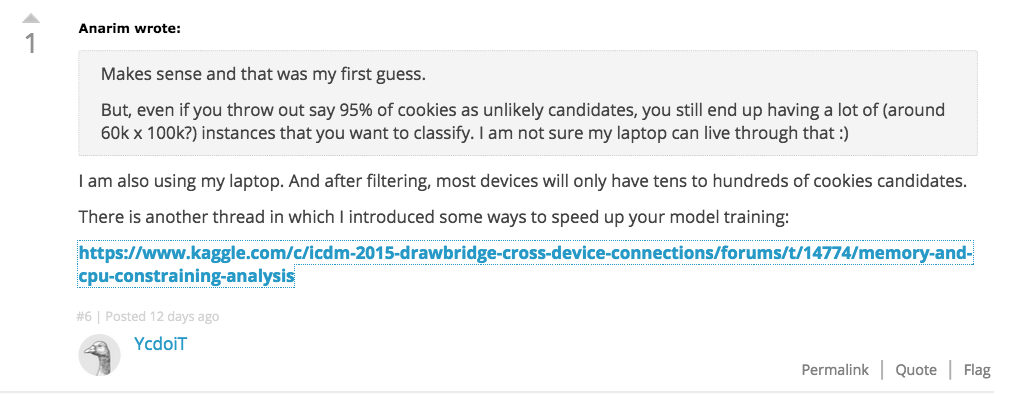 1
Anarim wrote:
Makes sense and that was my first guess.
But, even if you throw out say 95% of cookies as unlikely candidates, you still end up having a lot of (around
60k x 100k?) instances that you want to classify. I am not sure my laptop can live through that :)
I am also using my laptop. And after filtering, most devices will only have tens to hundreds of cookies candidates.
There is another thread in which I introduced some ways to speed up your model training:
https://www.kaggle.com/c/icdm-2015-drawbridge-cross-device-connections/forums/t/14774/memory-and-
cpu-constraining-analysis
#6 | Posted 12 days ago
YcdoiT
Permalink | Quote | Flag